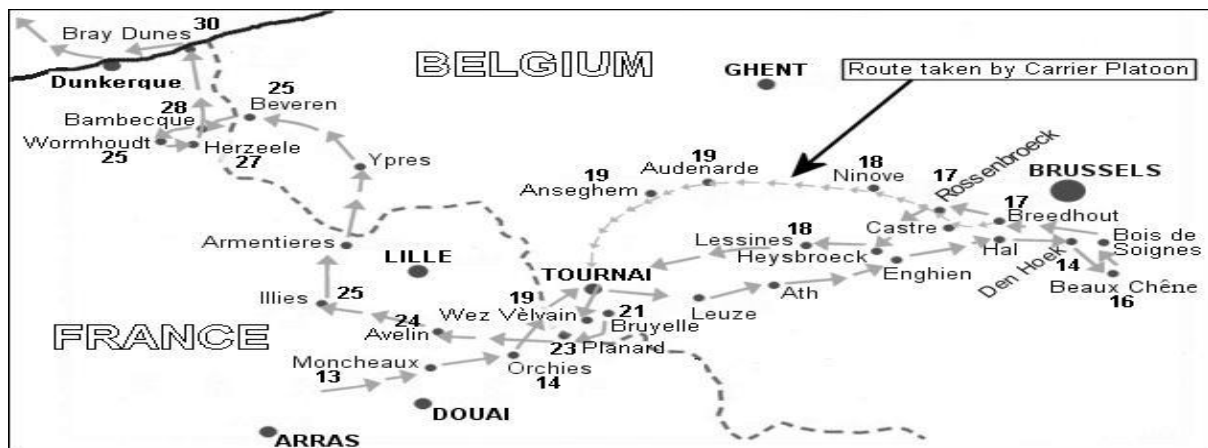 30
Bray Dunes
BELGIUM
GHENT
Route taken by Carrier Platoon
Dunkerque
25
28
Beveren
Bambecque
Wormhoudt
Herzeele
25
27
Ypres
19
Audenarde
19
Anseghem
18
Ninove
17
Rossenbroeck
BRUSSELS
17
Breedhout
Castre
Bois de
Soignes
Armentieres
LILLE
18
Lessines
Heysbroeck
Hal
Den Hoek
14
Enghien
Beaux Chêne
16
TOURNAI
Ath
Leuze
Illies
25
19
Wez Vèlvain
21
Bruyelle
24
Avelin
23
Planard
FRANCE
Moncheaux
13
Orchies
14
DOUAI
ARRAS